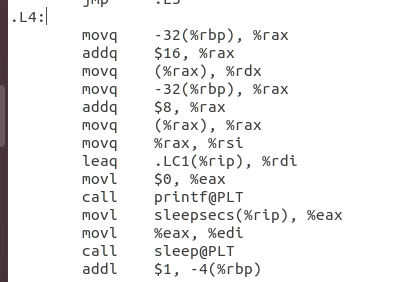 jmp .L3
.L4:
movq -32(%rbp), %rax
addq $16, %rax
movq (%rax), %rdx
movq -32(%rbp), %rax
addq $8, %rax
movq (%rax), %rax
movq %rax, %rsi
leaq .LC1(%rip), %rdi
movl $0, %eax
call printf@PLT
movl sleepsecs(%rip), %eax
movl %eax, %edi
call sleep@PLT
addl $1, -4(%rbp)